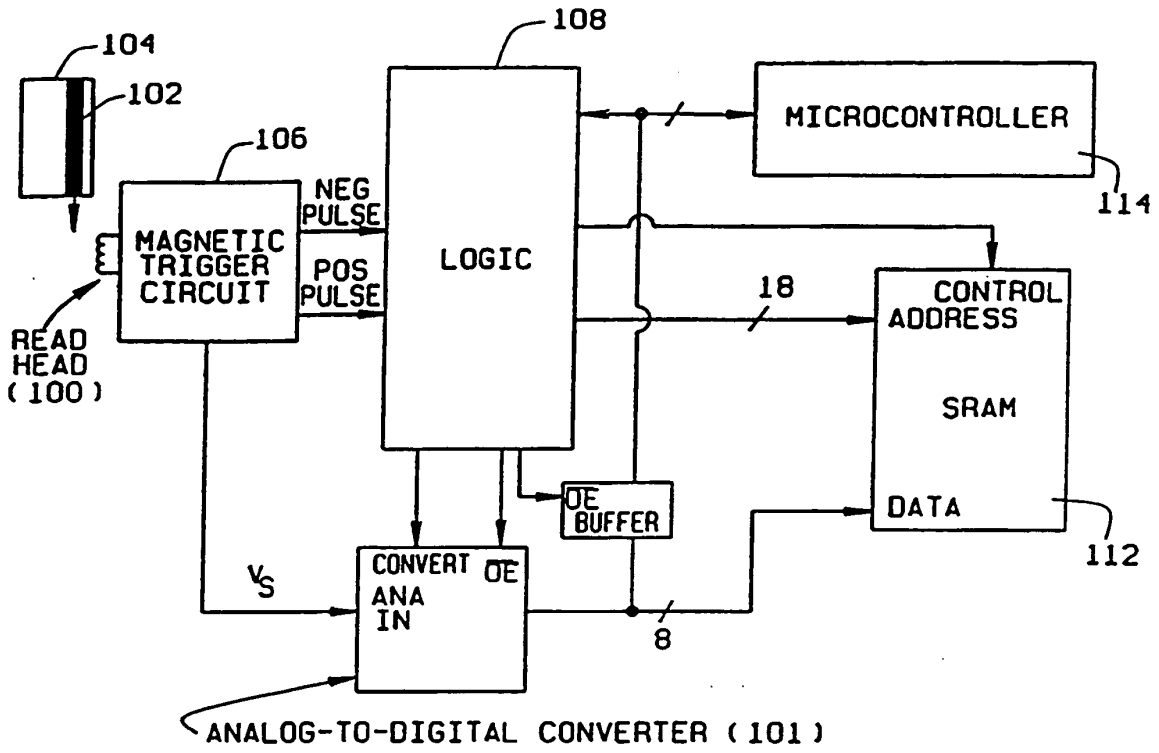 104
102
106
108
MICROCONTROLLER
114
NEG
PULSE
POS
PULSE
MAGNETIC
TRIGGER
CIRCUIT
LOGIC
READ
HEAD
(100)
18
CONTROL
ADDRESS
SRAM
DATA
112
OE
BUFFER
CONVERT
OE
ANA
IN
VS
8
ANALOG-TO-DIGITAL CONVERTER (101)